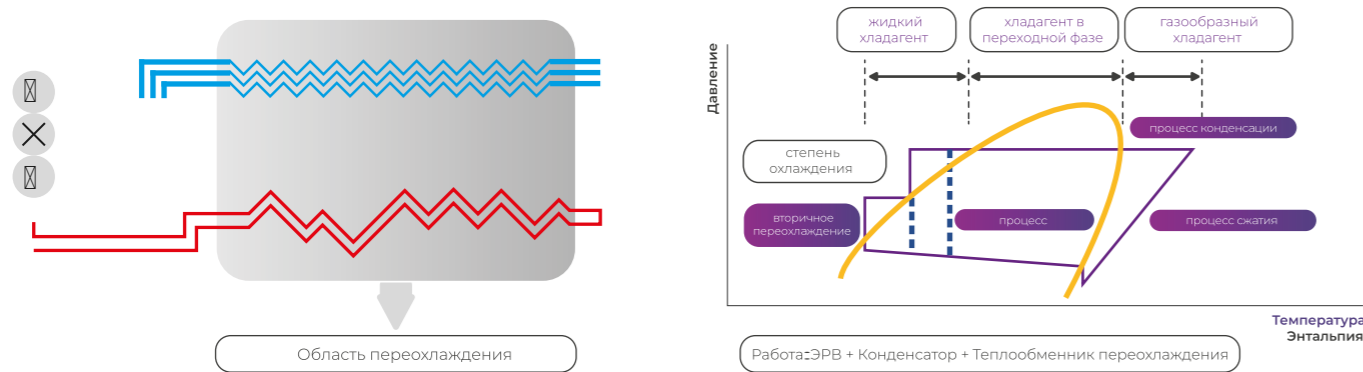 жидкий
хладагент
хладагент в
переходной фазе
газообразный
хладагент
Давление
процесс конденсации
степень
охлаждения
вторичное
переохлаждение
процесс
процесс сжатия
Температура
Энтальпия
Область переохлаждения
Работа:ЭРВ + Конденсатор + Теплообменник переохлаждения